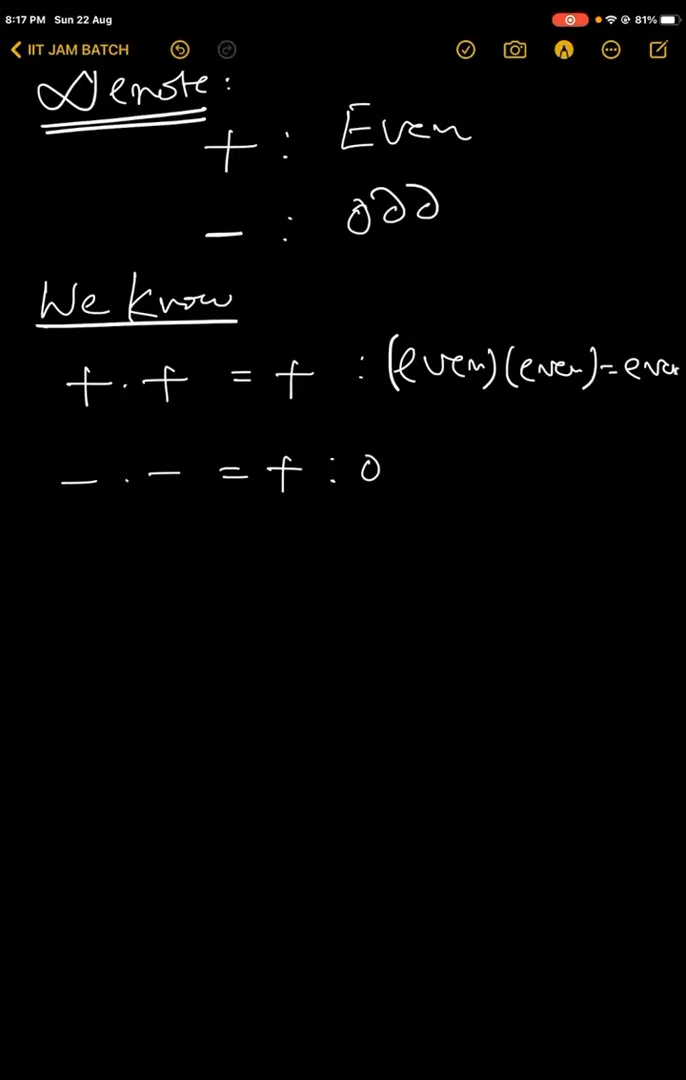 8:17 PM Sun 22 Aug 81%
IIT JAM BATCH
Denote:
+ : Even
- : odd
We know
+ . + = + : (even)(even)=even
- . - = + : o